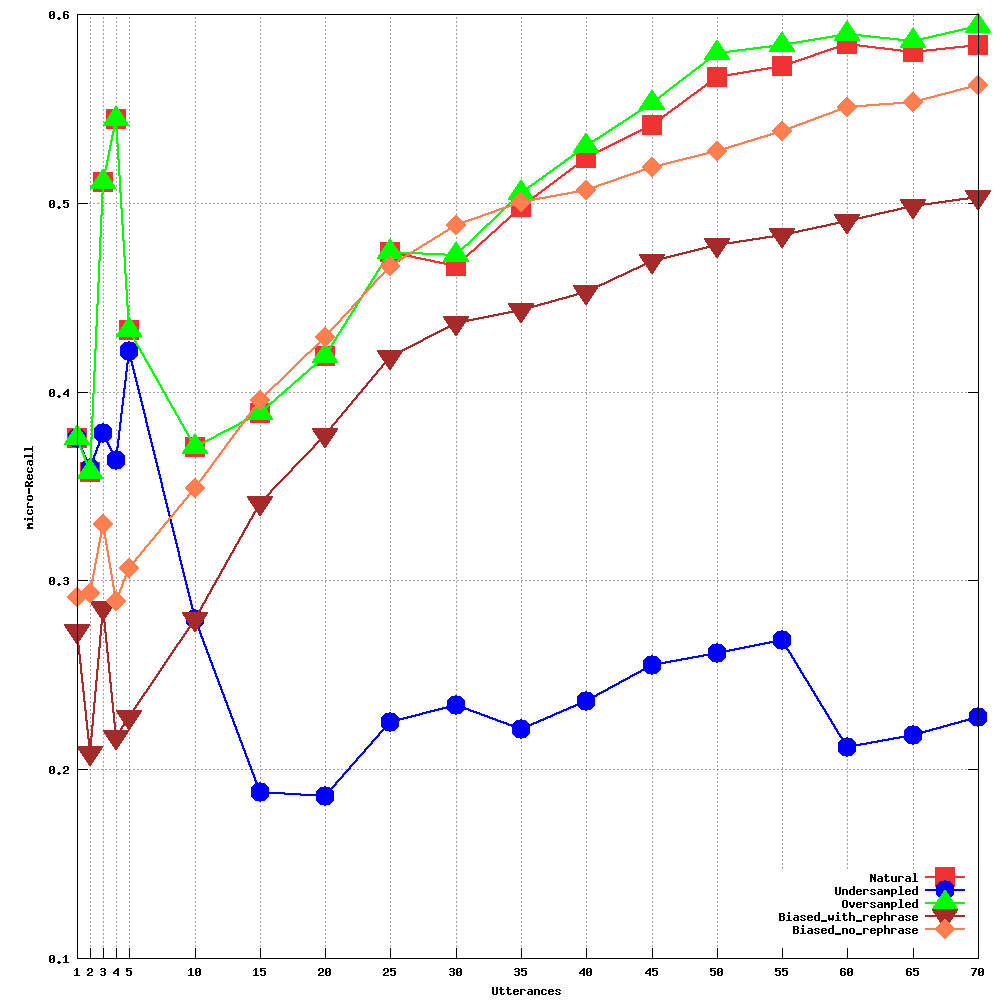 0.6
0.5
0.4
0.3
0.2
0.1
micro-Recall
1 2 3 4 5 10 15 20 25 30 35 40 45 50 55 60 65 70
Utterances
Natural
Undersampled
Oversampled
Biased_with_rephrase
Biased_no_rephrase